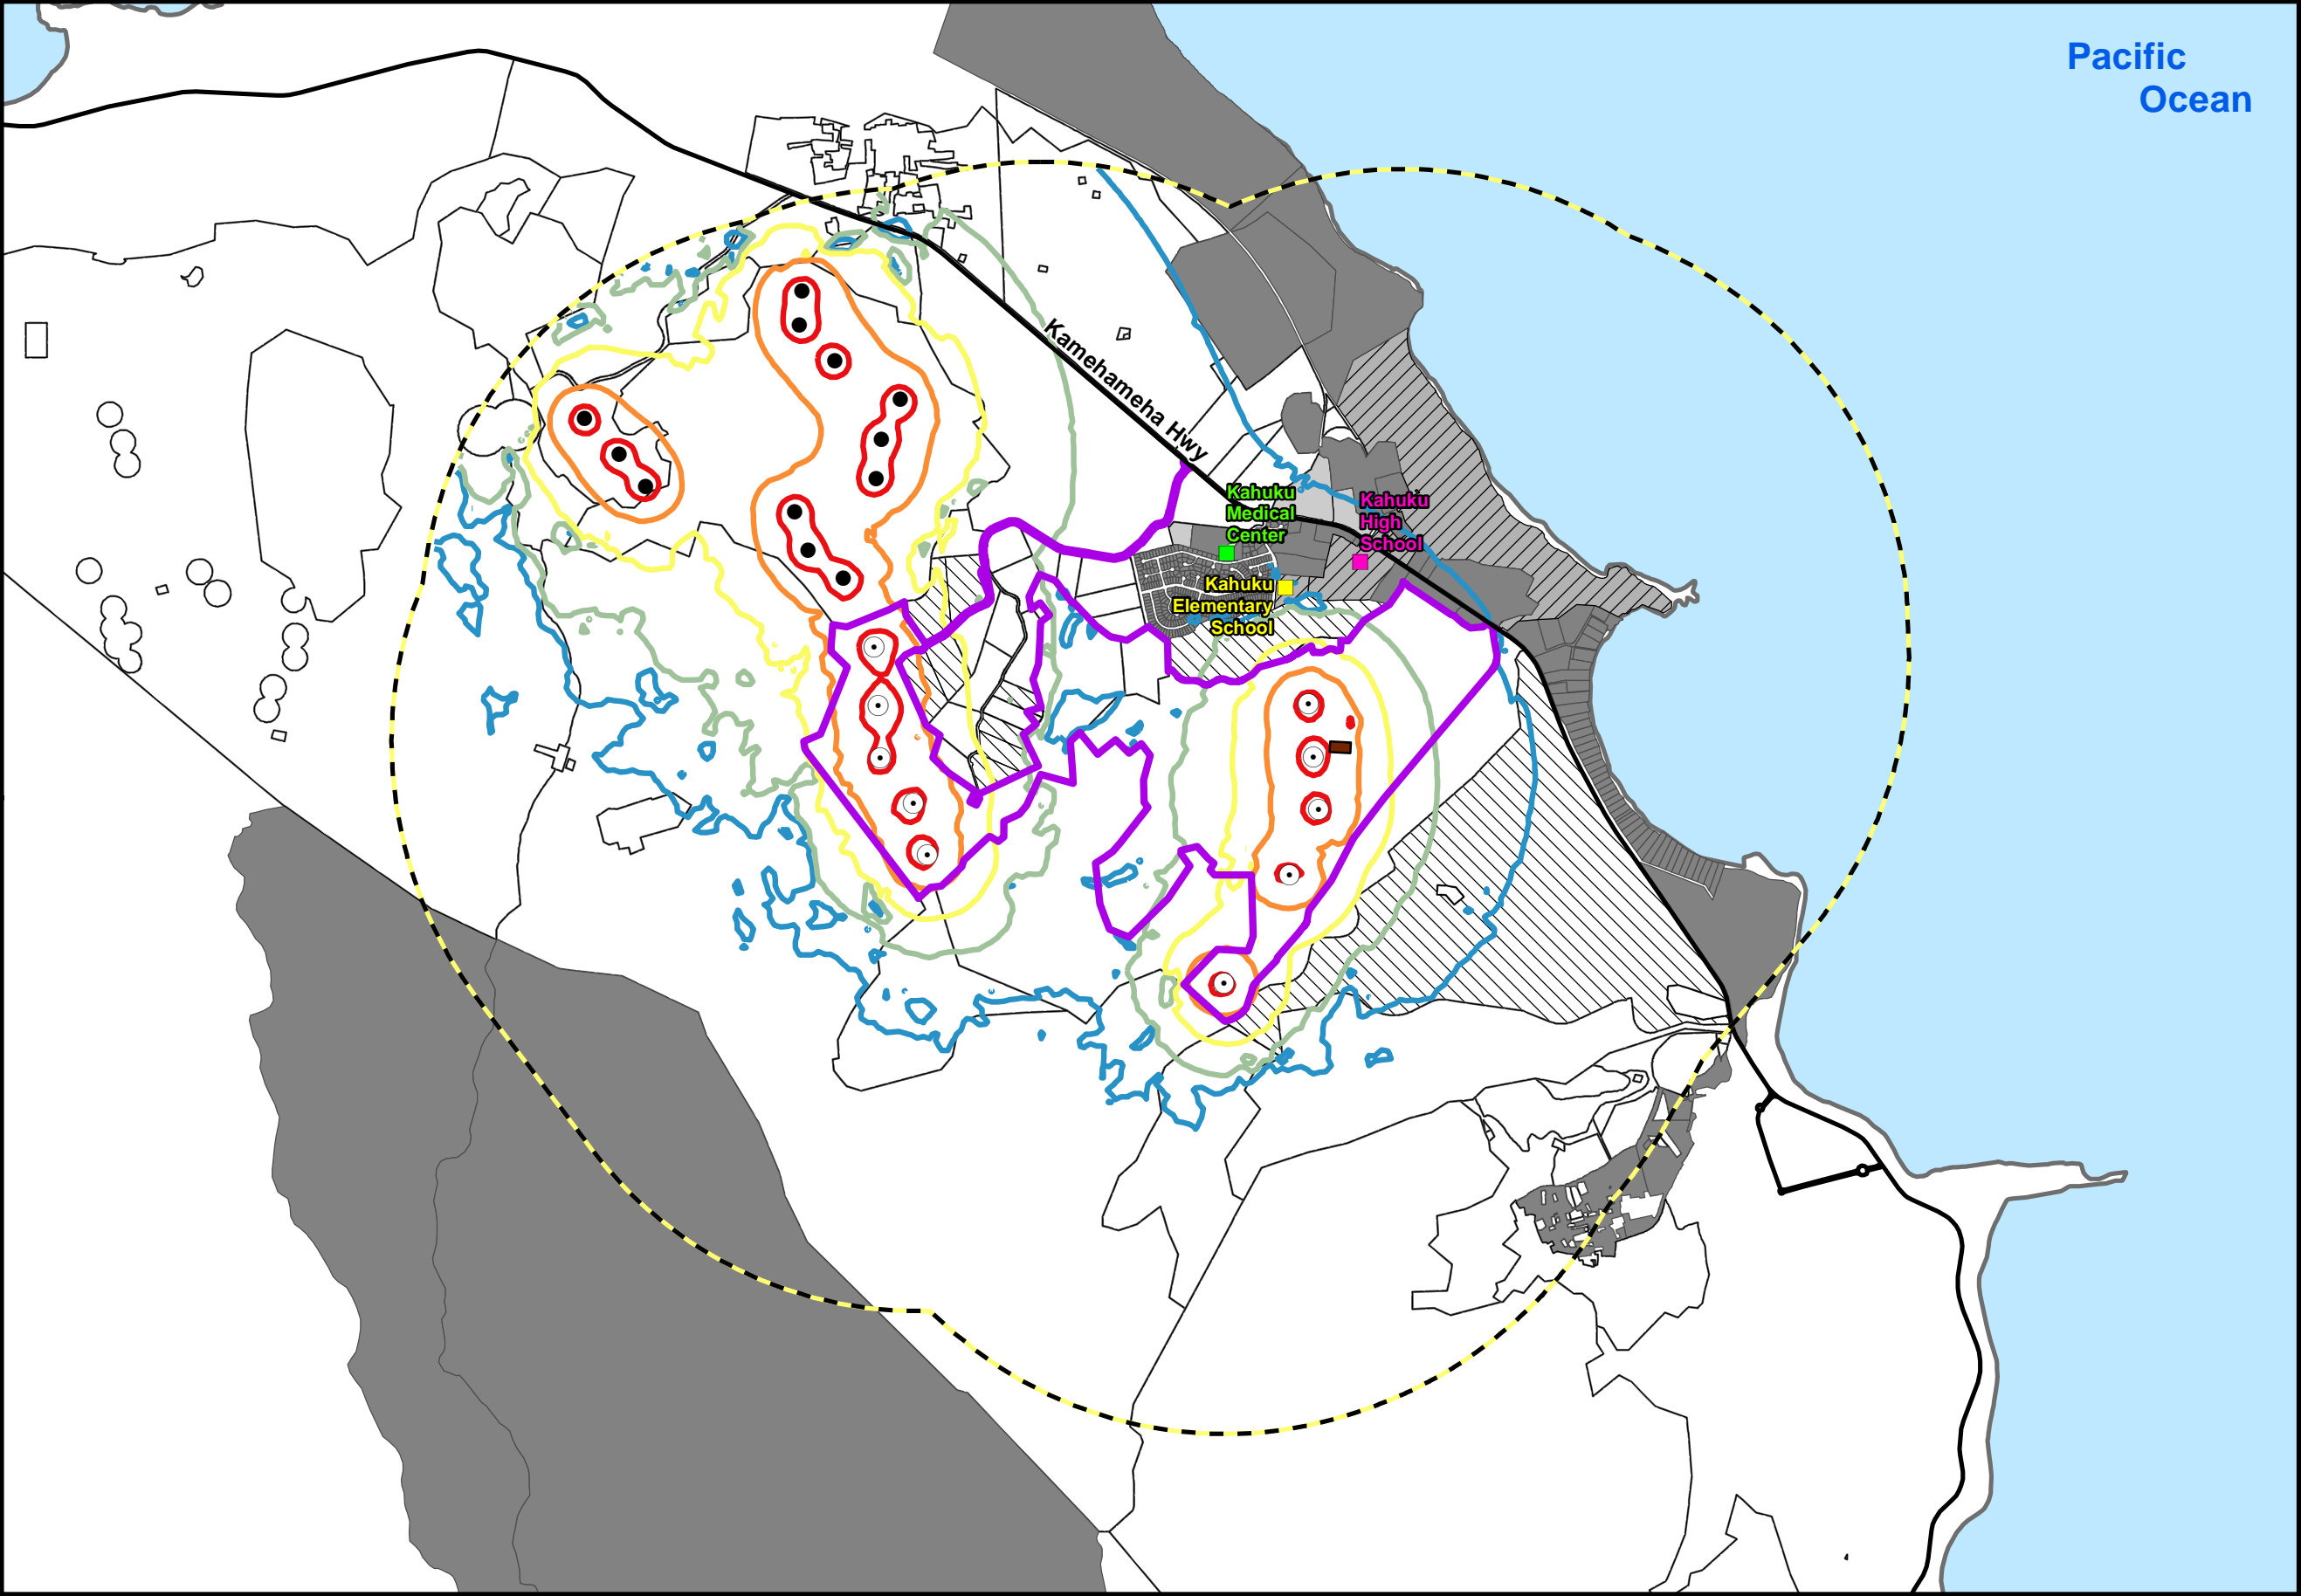 Pacific
Ocean
Kamehameha Hwy
Kahuku
Medical
Center
Kahuku
High
School
Kahuku
Elementary
School